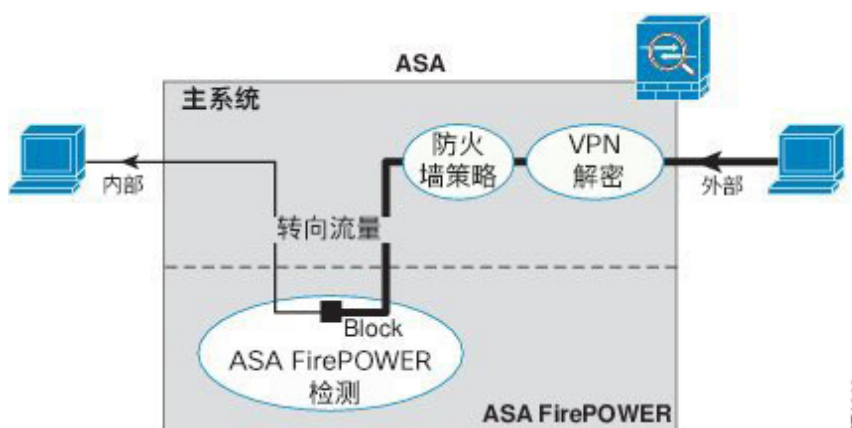 ASA
主系统
防火
墙策略
VPN
解密
内部
外部
转向流量
Block
ASA FirePOWER
检测
ASA FirePOWER